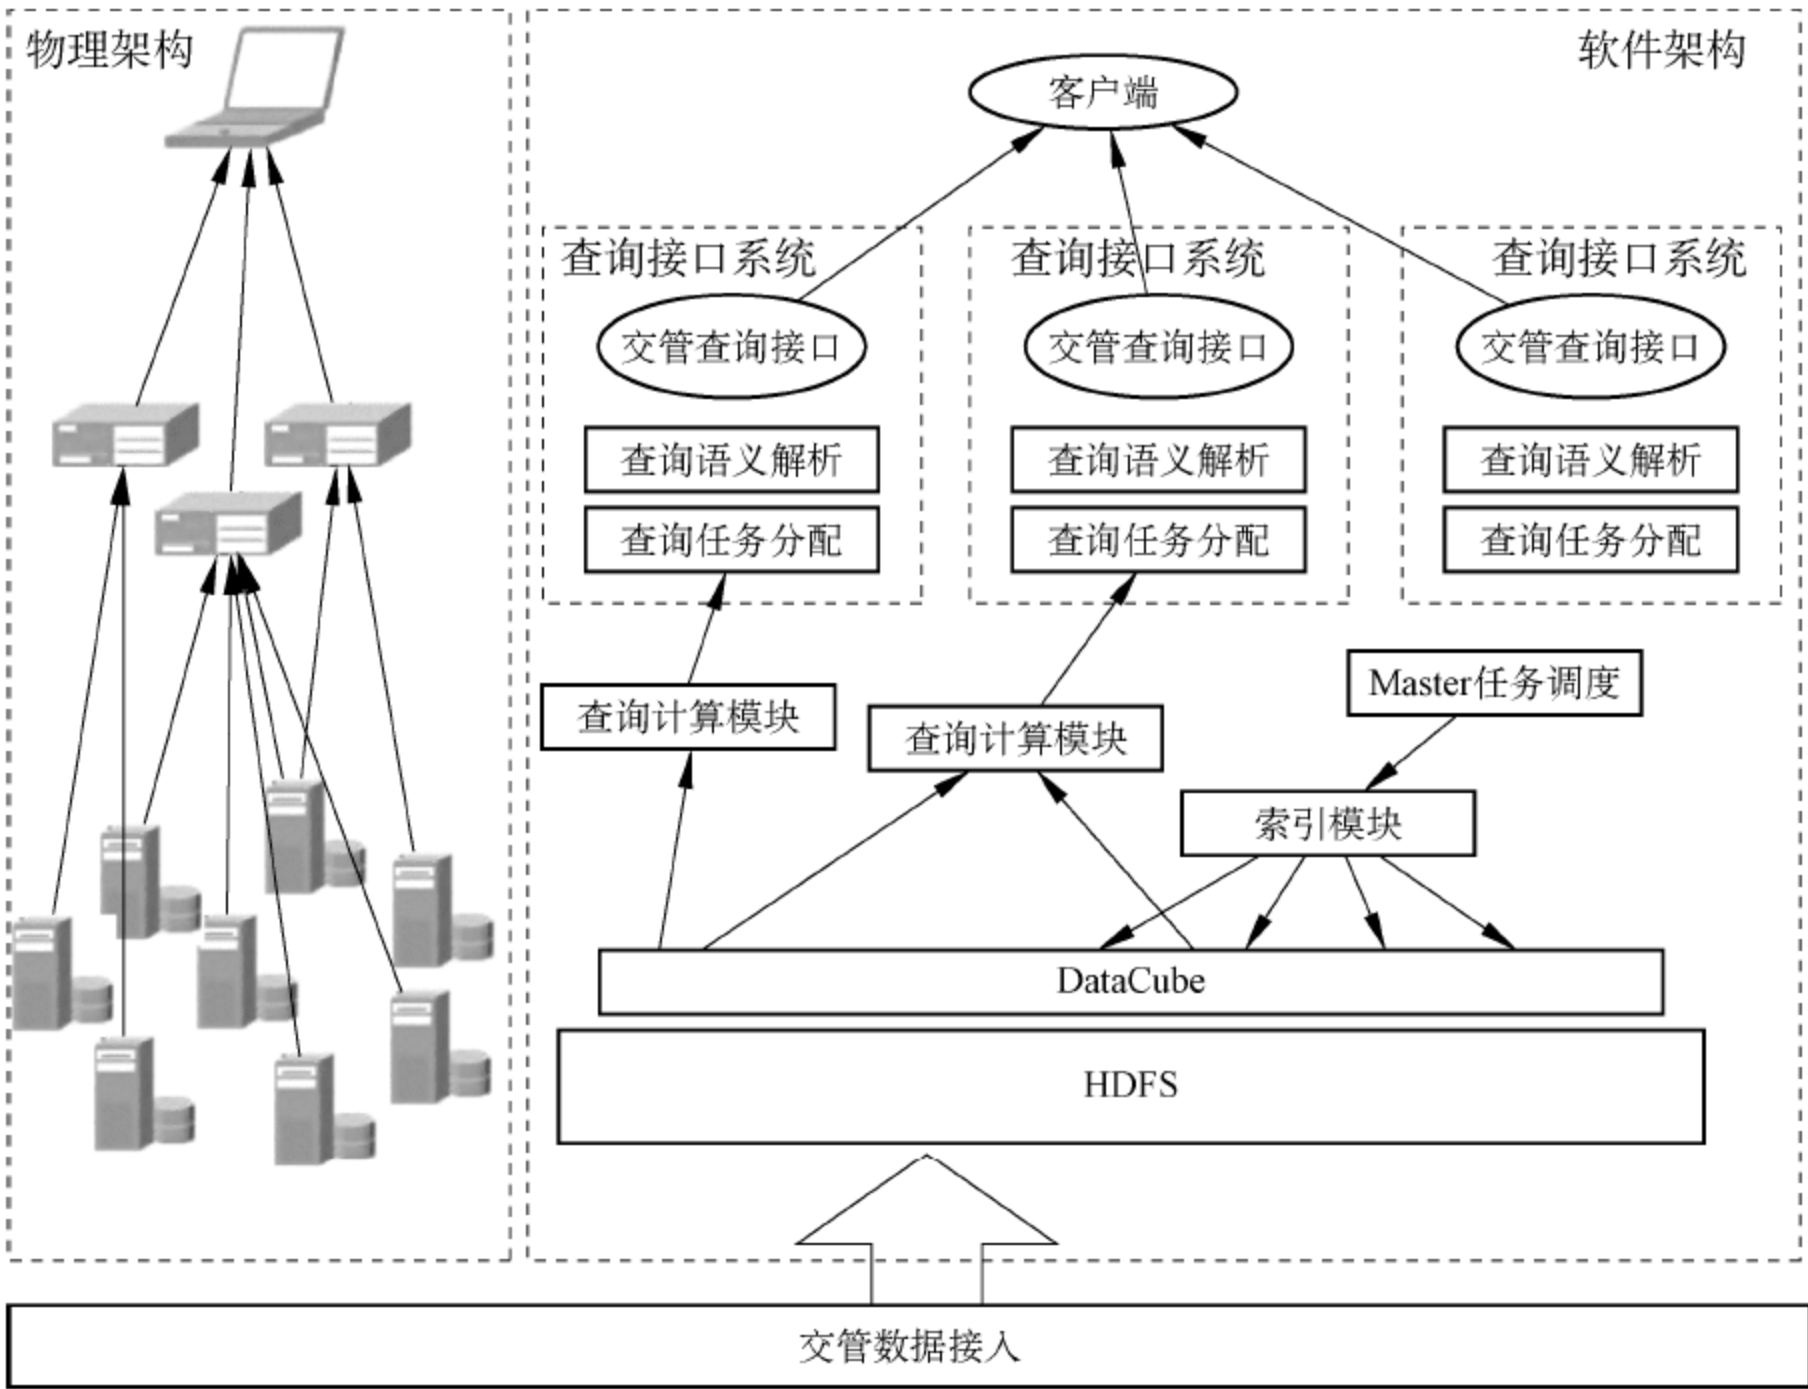 物理架构
软件架构
客户端
查询接口系统
查询接口系统
查询接口系统
交管查询接口
交管查询接口
交管查询接口
查询语义解析
查询语义解析
查询语义解析
查询任务分配
查询任务分配
查询任务分配
Master任务调度
查询计算模块
查询计算模块
索引模块
DataCube
HDFS
交管数据接入